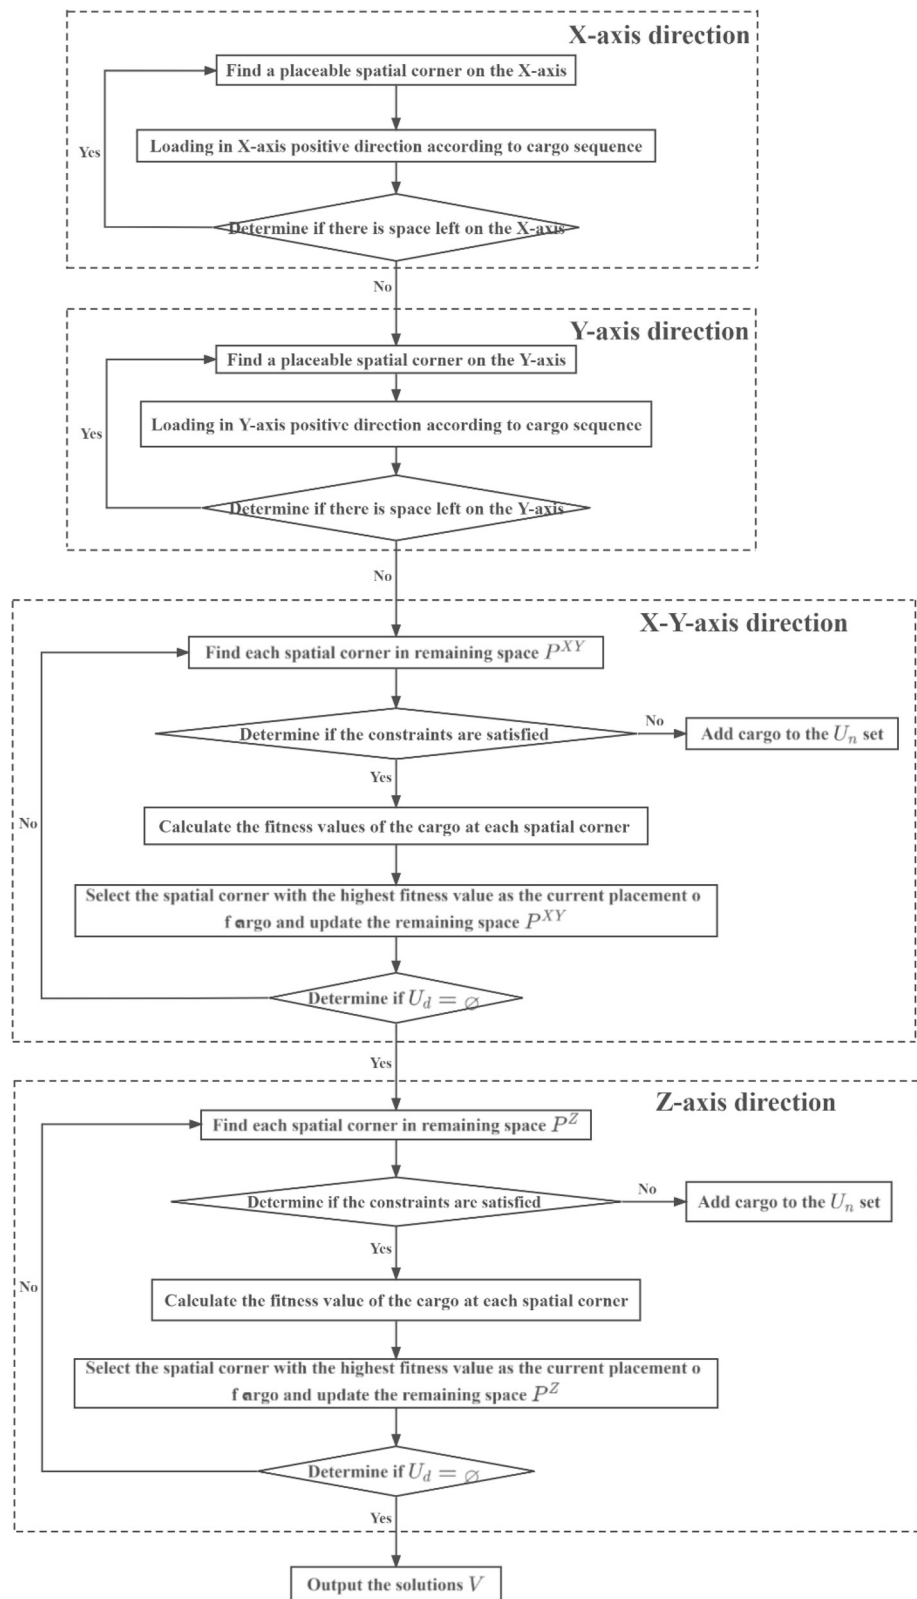 X-axis direction
Find a placeable spatial corner on the X-axis
Yes
Loading in X-axis positive direction according to cargo sequence
Determine if there is space left on the X-axis
No
Y-axis direction
Find a placeable spatial corner on the Y-axis
Yes
Loading in Y-axis positive direction according to cargo sequence
Determine if there is space left on the Y-axis
No
X-Y-axis direction
Find each spatial corner in remaining space $P^{XY}$
Determine if the constraints are satisfied
No
Add cargo to the $U_n$ set
Yes
No
Calculate the fitness values of the cargo at each spatial corner
Select the spatial corner with the highest fitness value as the current placement o
f argo and update the remaining space $P^{XY}$
Determine if $U_d = \varnothing$
Yes
Z-axis direction
Find each spatial corner in remaining space $P^Z$
Determine if the constraints are satisfied
No
Add cargo to the $U_n$ set
Yes
No
Calculate the fitness value of the cargo at each spatial corner
Select the spatial corner with the highest fitness value as the current placement o
f argo and update the remaining space $P^Z$
Determine if $U_d = \varnothing$
Yes
Output the solutions $V$